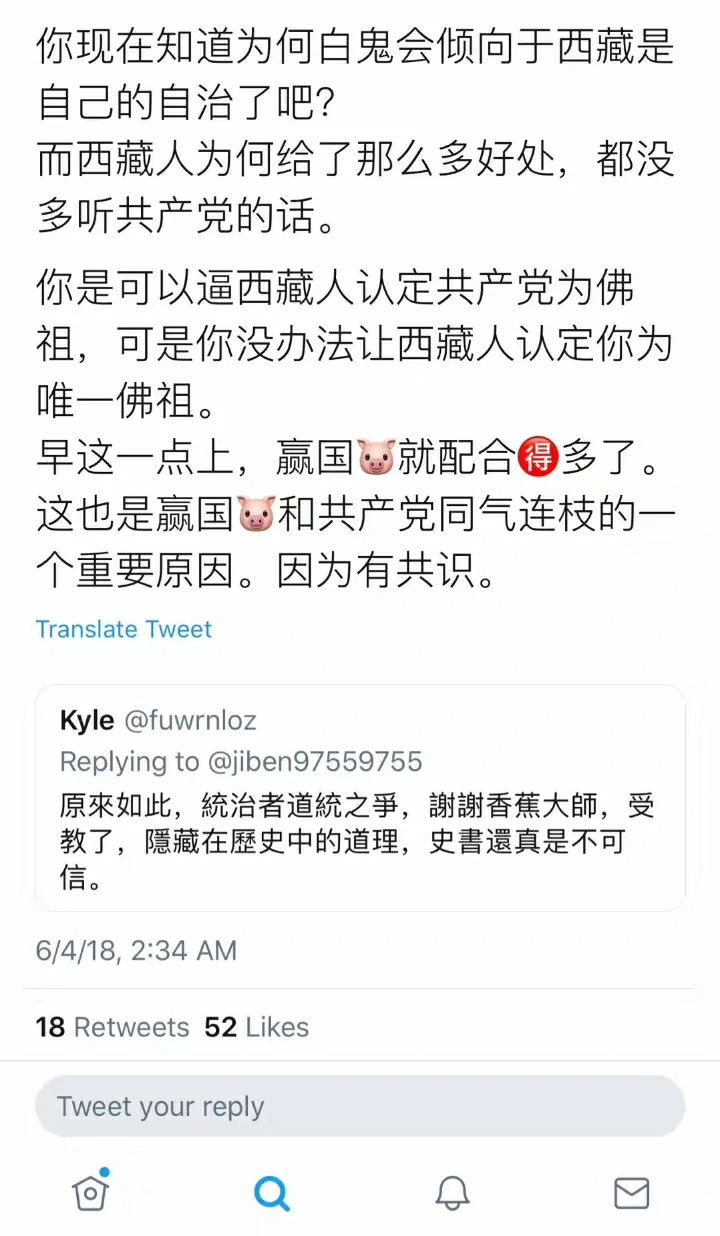 你现在知道为何白鬼会倾向于西藏是
自己的自治了吧?
而西藏人为何给了那么多好处，都没
多听共产党的话。
你是可以逼西藏人认定共产党为佛
祖，可是你没办法让西藏人认定你为
唯一佛祖。
早这一点上，赢国🐷就配合🉐多了。
这也是赢国🐷和共产党同气连枝的一
个重要原因。因为有共识。
Translate Tweet
Kyle @fuwrnloz
Replying to @jiben97559755
原來如此，統治者道統之爭，謝謝香蕉大師，受
教了，隱藏在歷史中的道理，史書還真是不可
信。
6/4/18, 2:34 AM
18 Retweets 52 Likes
Tweet your reply